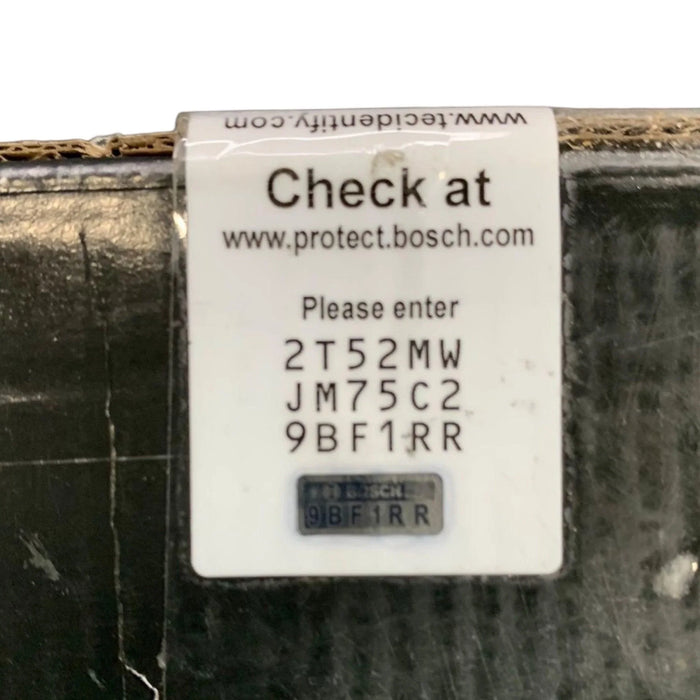 www.tecidentify.com
Check at
www.protect.bosch.com
Please enter
2T52MW
JM75C2
9BF1RR
BOSCH
9BF1RR